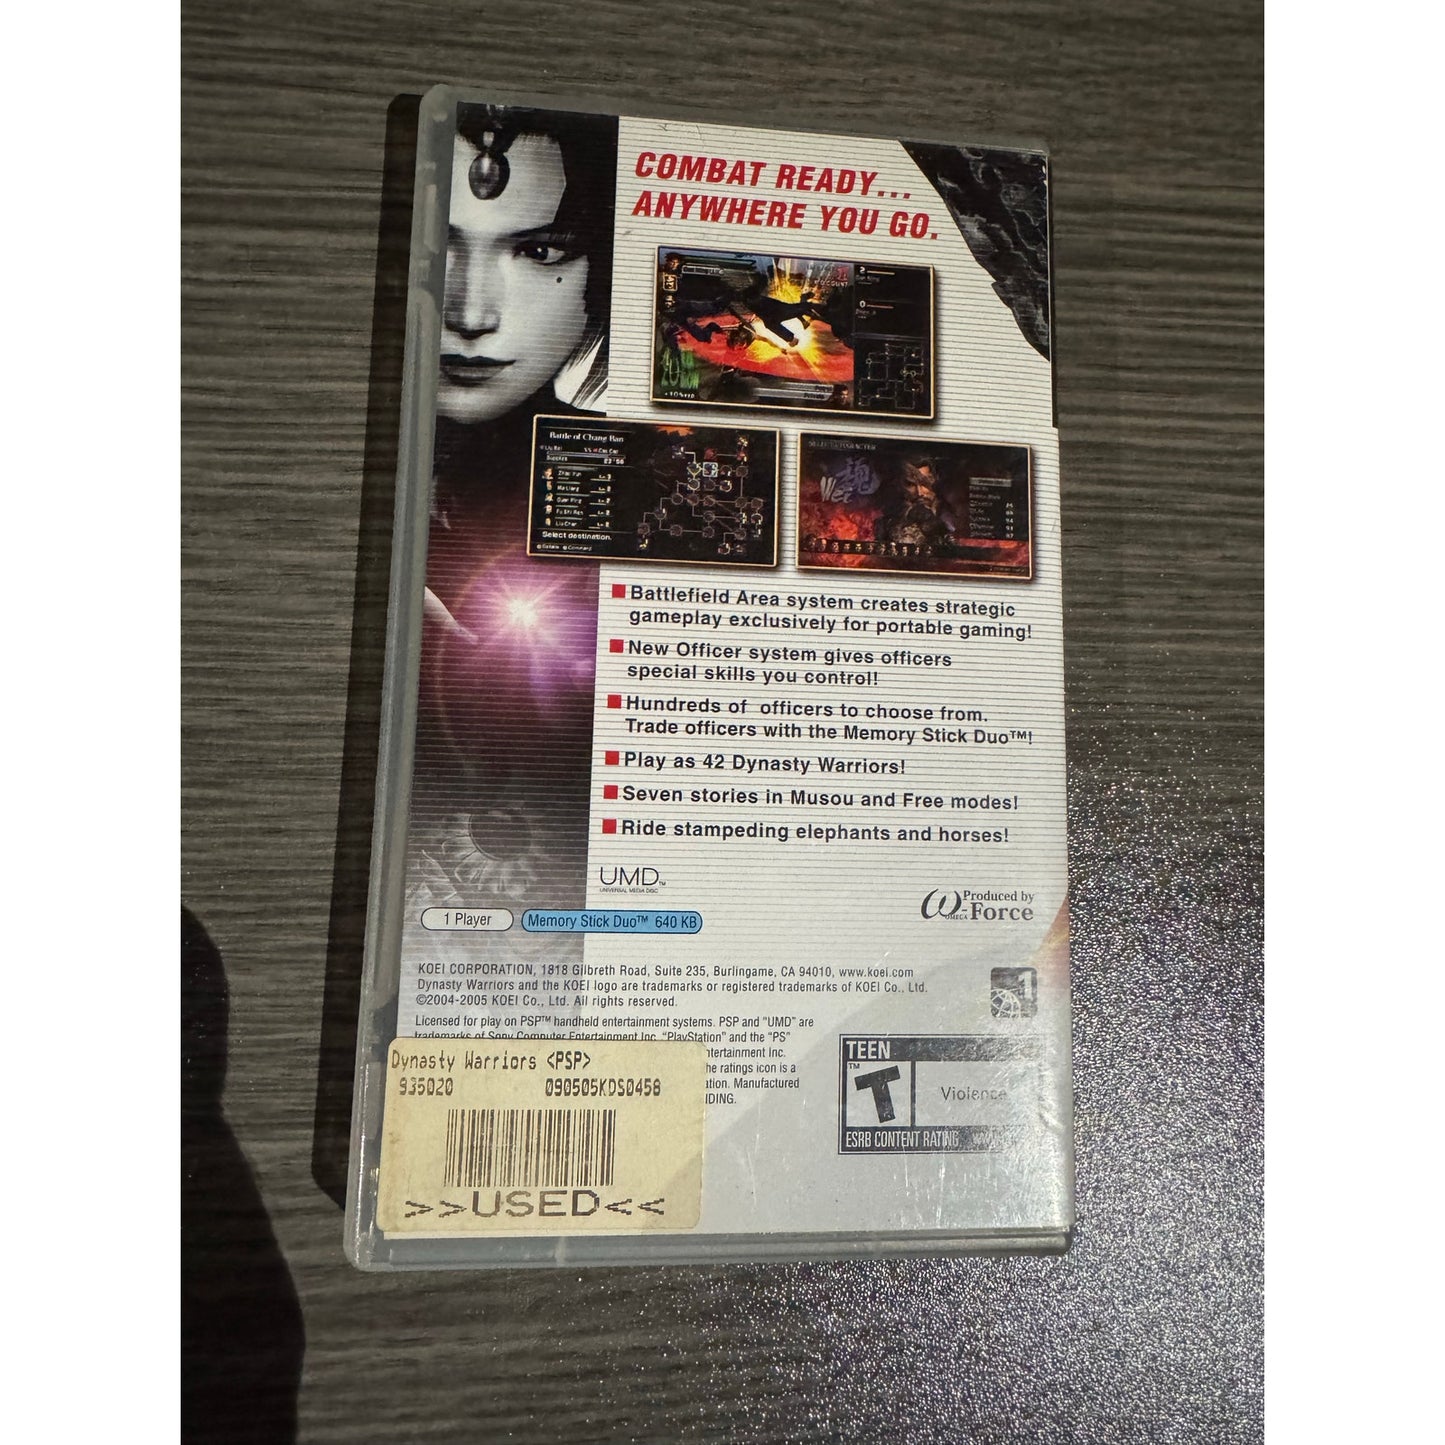 COMBAT READY...
ANYWHERE YOU GO.
Battle of Chang Ban
Select destination.
Wei
Battlefield Area system creates strategic
gameplay exclusively for portable gaming!
New Officer system gives officers
special skills you control!
Hundreds of officers to choose from.
Trade officers with the Memory Stick Duo™!
Play as 42 Dynasty Warriors!
Seven stories in Musou and Free modes!
Ride stampeding elephants and horses!
UMD™
UNIVERSAL MEDIA DISC
Produced by
OMEGA Force
1 Player
Memory Stick Duo™ 640 KB
KOEI CORPORATION, 1818 Gilbreth Road, Suite 235, Burlingame, CA 94010, www.koei.com
Dynasty Warriors and the KOEI logo are trademarks or registered trademarks of KOEI Co., Ltd.
©2004-2005 KOEI Co., Ltd. All rights reserved.
1
Licensed for play on PSP™ handheld entertainment systems. PSP and "UMD" are
trademarks of Sony Computer Entertainment Inc. "PlayStation" and the "PS"
ntertainment Inc.
he ratings icon is a
ation. Manufactured
NDING.
Dynasty Warriors <PSP>
935020 090505KDS0458
>>USED<<
TEEN
T
TM
Violence
ESRB CONTENT RATING